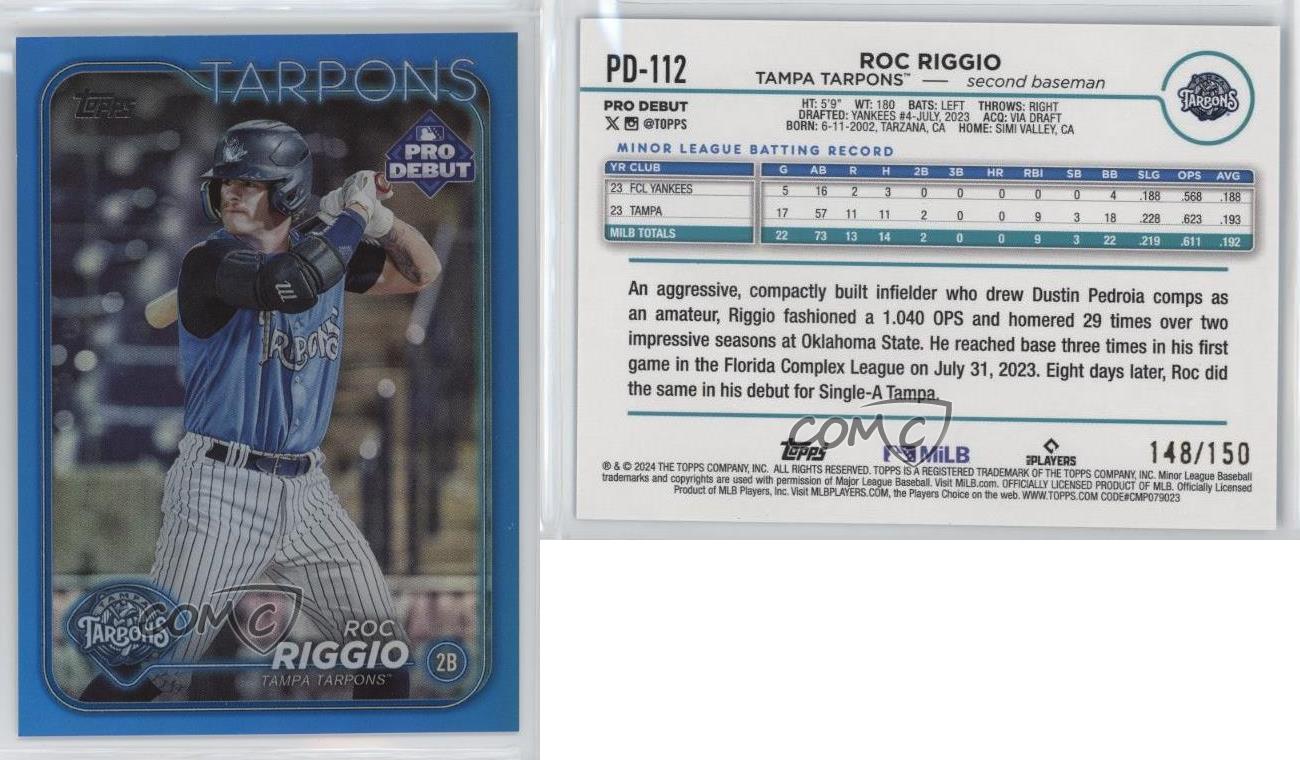 TARPONS
Topps
PRO
DEBUT
Tarpons
TAMPA
TARPONS
COMC
ROC
RIGGIO
2B
TAMPA TARPONS™
PD-112
ROC RIGGIO
TAMPA TARPONS™ — second baseman
TARPONS
PRO DEBUT
@TOPPS
HT: 5'9" WT: 180 BATS: LEFT THROWS: RIGHT
DRAFTED: YANKEES #4-JULY, 2023 ACQ: VIA DRAFT
BORN: 6-11-2002, TARZANA, CA HOME: SIMI VALLEY, CA
MINOR LEAGUE BATTING RECORD
YR CLUB G AB R H 2B 3B HR RBI SB BB SLG OPS AVG
23 FCL YANKEES 5 16 2 3 0 0 0 0 0 4 .188 .568 .188
23 TAMPA 17 57 11 11 2 0 0 9 3 18 .228 .623 .193
MILB TOTALS 22 73 13 14 2 0 0 9 3 22 .219 .611 .192
An aggressive, compactly built infielder who drew Dustin Pedroia comps as
an amateur, Riggio fashioned a 1.040 OPS and homered 29 times over two
impressive seasons at Oklahoma State. He reached base three times in his first
game in the Florida Complex League on July 31, 2023. Eight days later, Roc did
the same in his debut for Single-A Tampa.
COMC
Topps MiLB PLAYERS 148/150
® & © 2024 THE TOPPS COMPANY, INC. ALL RIGHTS RESERVED. TOPPS IS A REGISTERED TRADEMARK OF THE TOPPS COMPANY, INC. Minor League Baseball
trademarks and copyrights are used with permission of Major League Baseball. Visit MiLB.com. OFFICIALLY LICENSED PRODUCT OF MLB. Officially Licensed
Product of MLB Players, Inc. Visit MLBPLAYERS.COM, the Players Choice on the web. WWW.TOPPS.COM CODE#CMP079023